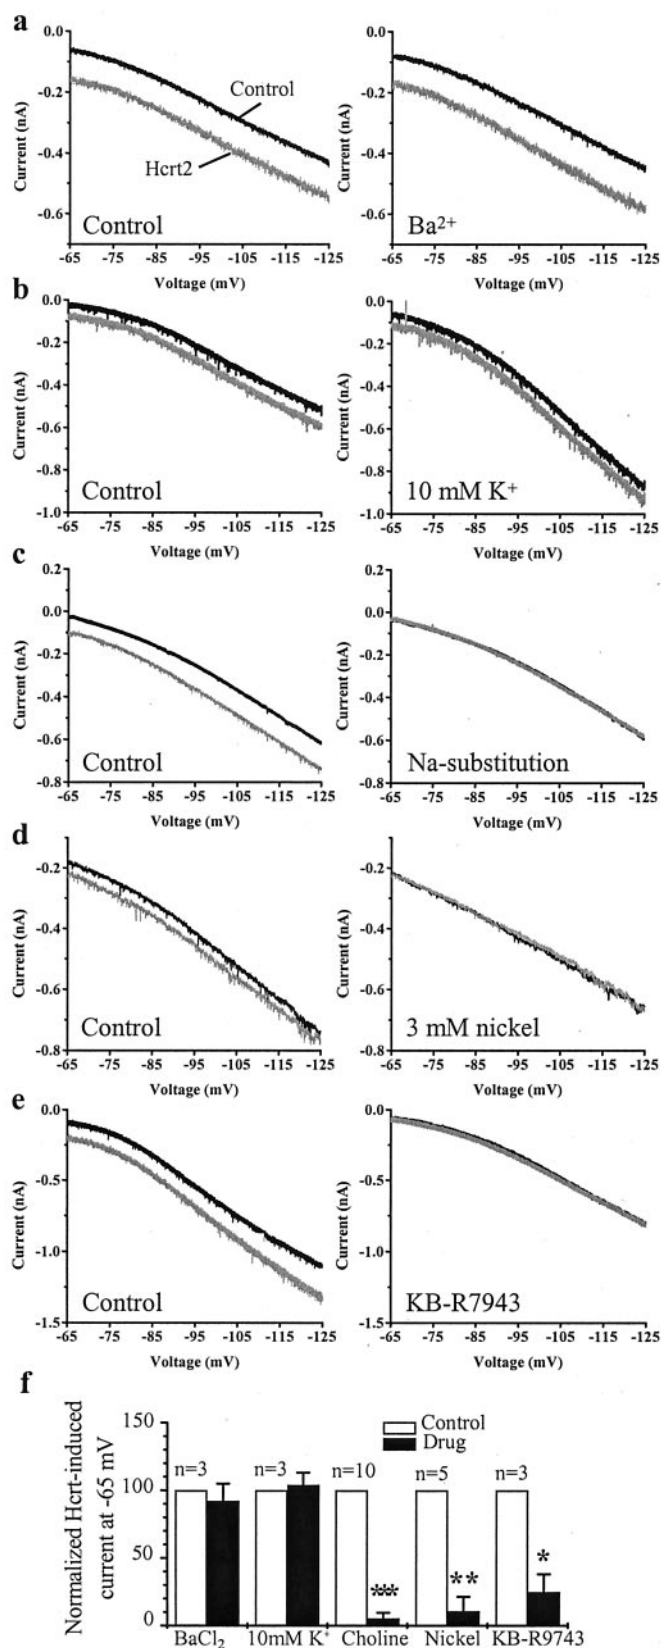 a
0.0
-0.2
-0.4
-0.6
Current (nA)
Control
Hcrt2
Control
-65 -75 -85 -95 -105 -115 -125
Voltage (mV)
0.0
-0.2
-0.4
-0.6
Current (nA)
Ba²⁺
-65 -75 -85 -95 -105 -115 -125
Voltage (mV)
b
0.0
-0.2
-0.4
-0.6
-0.8
-1.0
Current (nA)
Control
-65 -75 -85 -95 -105 -115 -125
Voltage (mV)
0.0
-0.2
-0.4
-0.6
-0.8
-1.0
Current (nA)
10 mM K⁺
-65 -75 -85 -95 -105 -115 -125
Voltage (mV)
c
0.2
0.0
-0.2
-0.4
-0.6
-0.8
Current (nA)
Control
-65 -75 -85 -95 -105 -115 -125
Voltage (mV)
0.2
0.0
-0.2
-0.4
-0.6
-0.8
Current (nA)
Na-substitution
-65 -75 -85 -95 -105 -115 -125
Voltage (mV)
d
-0.2
-0.4
-0.6
-0.8
Current (nA)
Control
-65 -75 -85 -95 -105 -115 -125
Voltage (mV)
-0.2
-0.4
-0.6
-0.8
Current (nA)
3 mM nickel
-65 -75 -85 -95 -105 -115 -125
Voltage (mV)
e
0.0
-0.5
-1.0
-1.5
Current (nA)
Control
-65 -75 -85 -95 -105 -115 -125
Voltage (mV)
0.0
-0.5
-1.0
-1.5
Current (nA)
KB-R7943
-65 -75 -85 -95 -105 -115 -125
Voltage (mV)
f
Normalized Hcrt-induced
current at -65 mV
150
100
50
0
Control
Drug
n=3 n=3 n=10 n=5 n=3
*** ** *
BaCl₂ 10mM K⁺ Choline Nickel KB-R9743